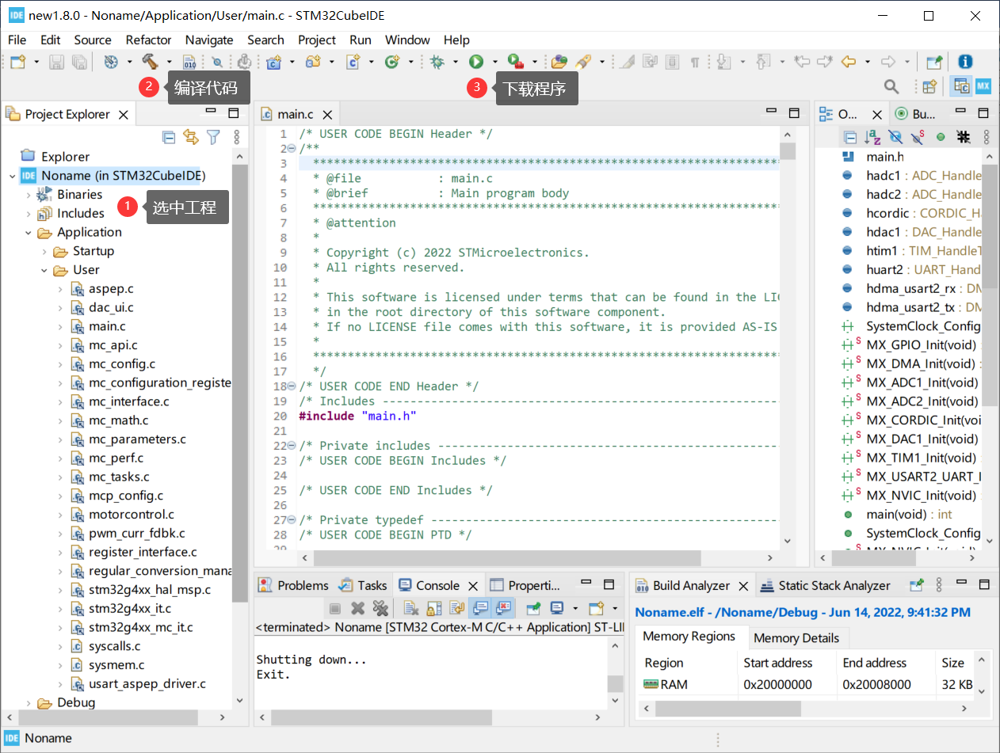 IDE new1.8.0 - Noname/Application/User/main.c - STM32CubeIDE
File Edit Source Refactor Navigate Search Project Run Window Help
2 编译代码
3 下载程序
MX
Project Explorer
Explorer
IDE Noname (in STM32CubeIDE)
Binaries
1 选中工程
Includes
Application
Startup
User
aspep.c
dac_ui.c
main.c
mc_api.c
mc_config.c
mc_configuration_registe
mc_interface.c
mc_math.c
mc_parameters.c
mc_perf.c
mc_tasks.c
mcp_config.c
motorcontrol.c
pwm_curr_fdbk.c
register_interface.c
regular_conversion_mana
stm32g4xx_hal_msp.c
stm32g4xx_it.c
stm32g4xx_mc_it.c
syscalls.c
sysmem.c
usart_aspep_driver.c
Debug
main.c
1 /* USER CODE BEGIN Header */
2 /**
3 ******************************************************************
4 * @file : main.c
5 * @brief : Main program body
6 ******************************************************************
7 * @attention
8 *
9 * Copyright (c) 2022 STMicroelectronics.
10 * All rights reserved.
11 *
12 * This software is licensed under terms that can be found in the LIC
13 * in the root directory of this software component.
14 * If no LICENSE file comes with this software, it is provided AS-IS
15 *
16 ******************************************************************
17 */
18 /* USER CODE END Header */
19 /* Includes -------------------------------------------------------
20 #include "main.h"
21
22 /* Private includes -----------------------------------------------
23 /* USER CODE BEGIN Includes */
24
25 /* USER CODE END Includes */
26
27 /* Private typedef ------------------------------------------------
28 /* USER CODE BEGIN PTD */
29
O... Bu...
main.h
hadc1 : ADC_Handle
hadc2 : ADC_Handle
hcordic : CORDIC_H
hdac1 : DAC_Handle
htim1 : TIM_HandleT
huart2 : UART_Hand
hdma_usart2_rx : DM
hdma_usart2_tx : DM
SystemClock_Config
MX_GPIO_Init(void) :
MX_DMA_Init(void) :
MX_ADC1_Init(void)
MX_ADC2_Init(void)
MX_CORDIC_Init(voi
MX_DAC1_Init(void)
MX_TIM1_Init(void) :
MX_USART2_UART_I
MX_NVIC_Init(void) :
main(void) : int
SystemClock_Config
MX_NVIC_Init(void)
Problems Tasks Console Properti...
<terminated> Noname [STM32 Cortex-M C/C++ Application] ST-LI
Shutting down...
Exit.
Build Analyzer Static Stack Analyzer
Noname.elf - /Noname/Debug - Jun 14, 2022, 9:41:32 PM
Memory Regions Memory Details
Region Start address End address Size
RAM 0x20000000 0x20008000 32 KB
IDE Noname